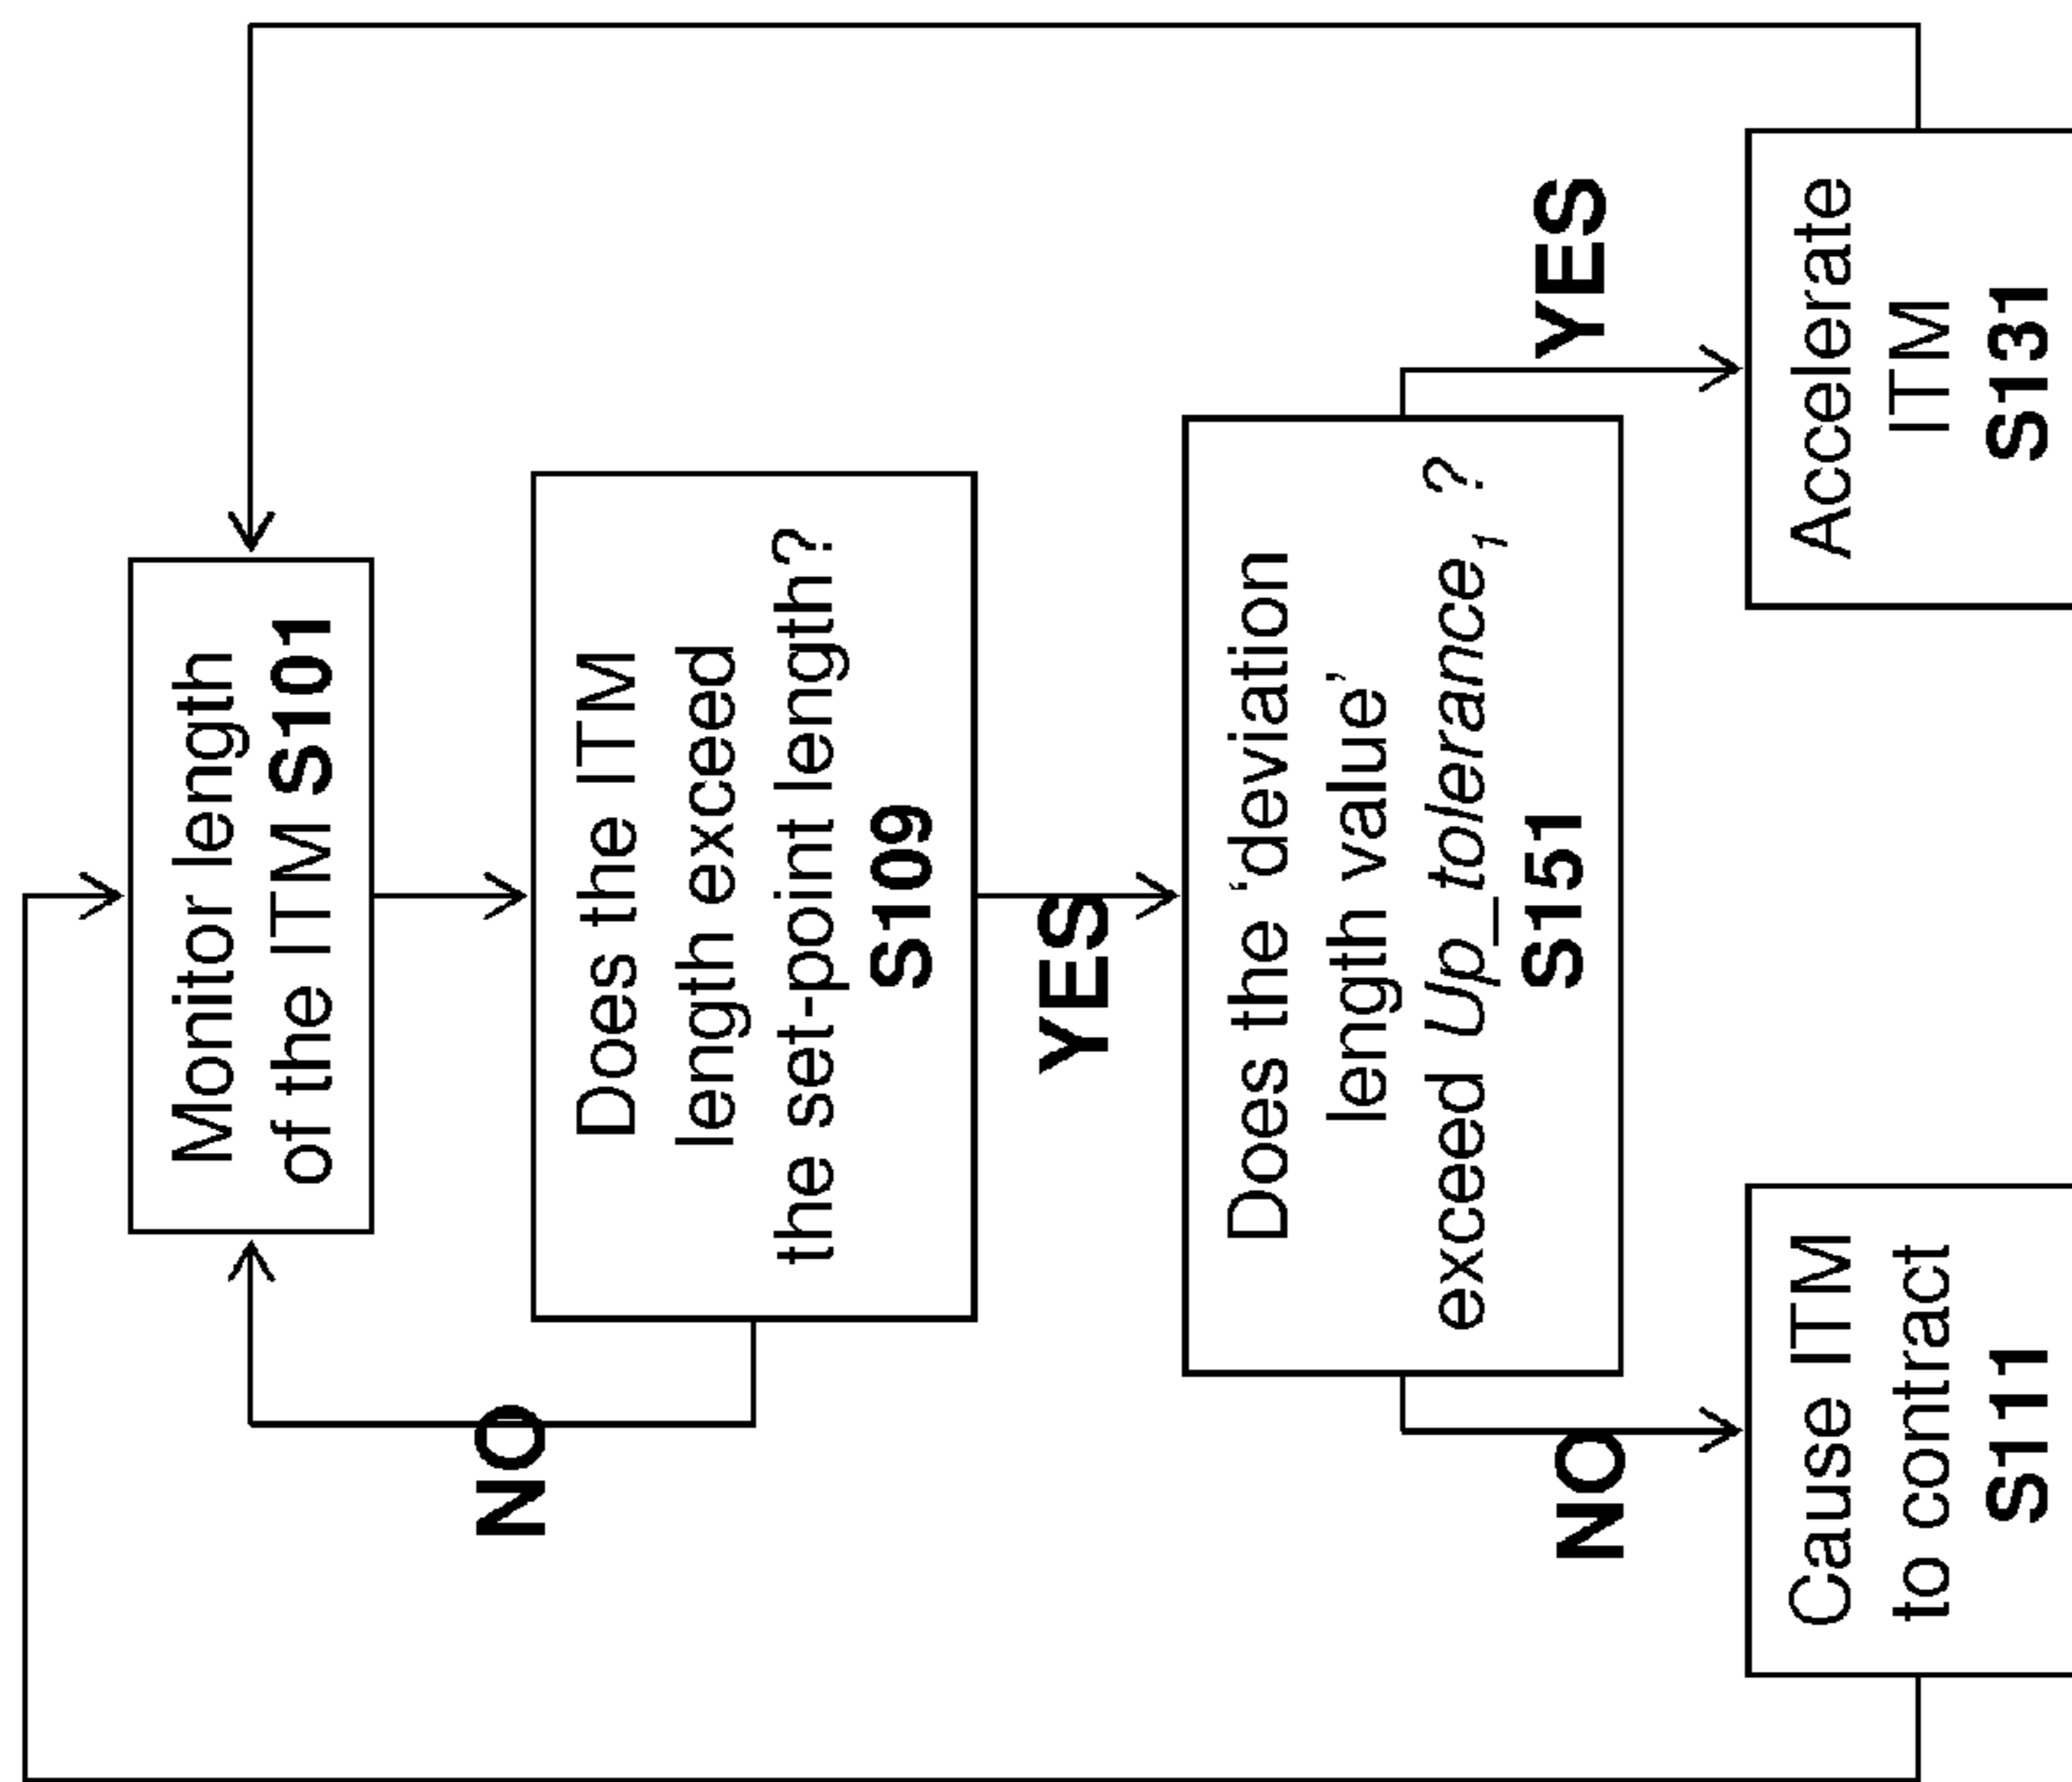 Monitor length
of the ITM S101
Does the ITM
length exceed
the set-point length?
S109
NO
YES
Does the ‘deviation
length value’
exceed Up_tolerance1 ?
S151
NO
YES
Cause ITM
to contract
S111
Accelerate
ITM
S131